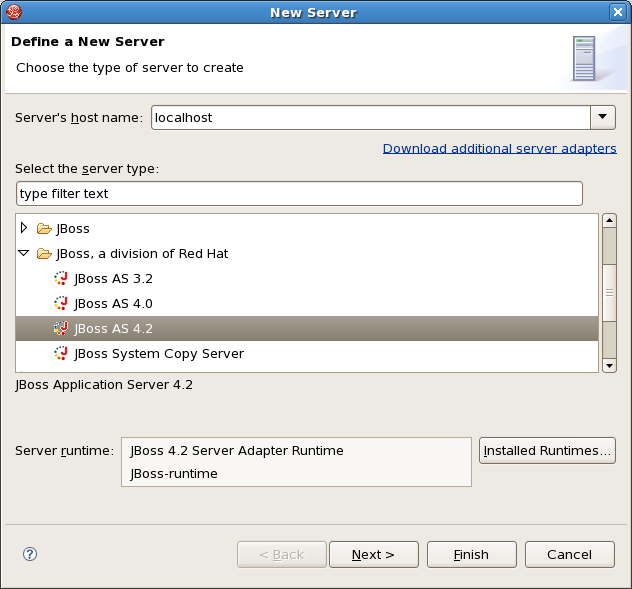 New Server
Define a New Server
Choose the type of server to create
Server's host name: localhost
Download additional server adapters
Select the server type:
type filter text
JBoss
JBoss, a division of Red Hat
JBoss AS 3.2
JBoss AS 4.0
JBoss AS 4.2
JBoss System Copy Server
JBoss Application Server 4.2
Server runtime: JBoss 4.2 Server Adapter Runtime Installed Runtimes...
JBoss-runtime
? < Back Next > Finish Cancel